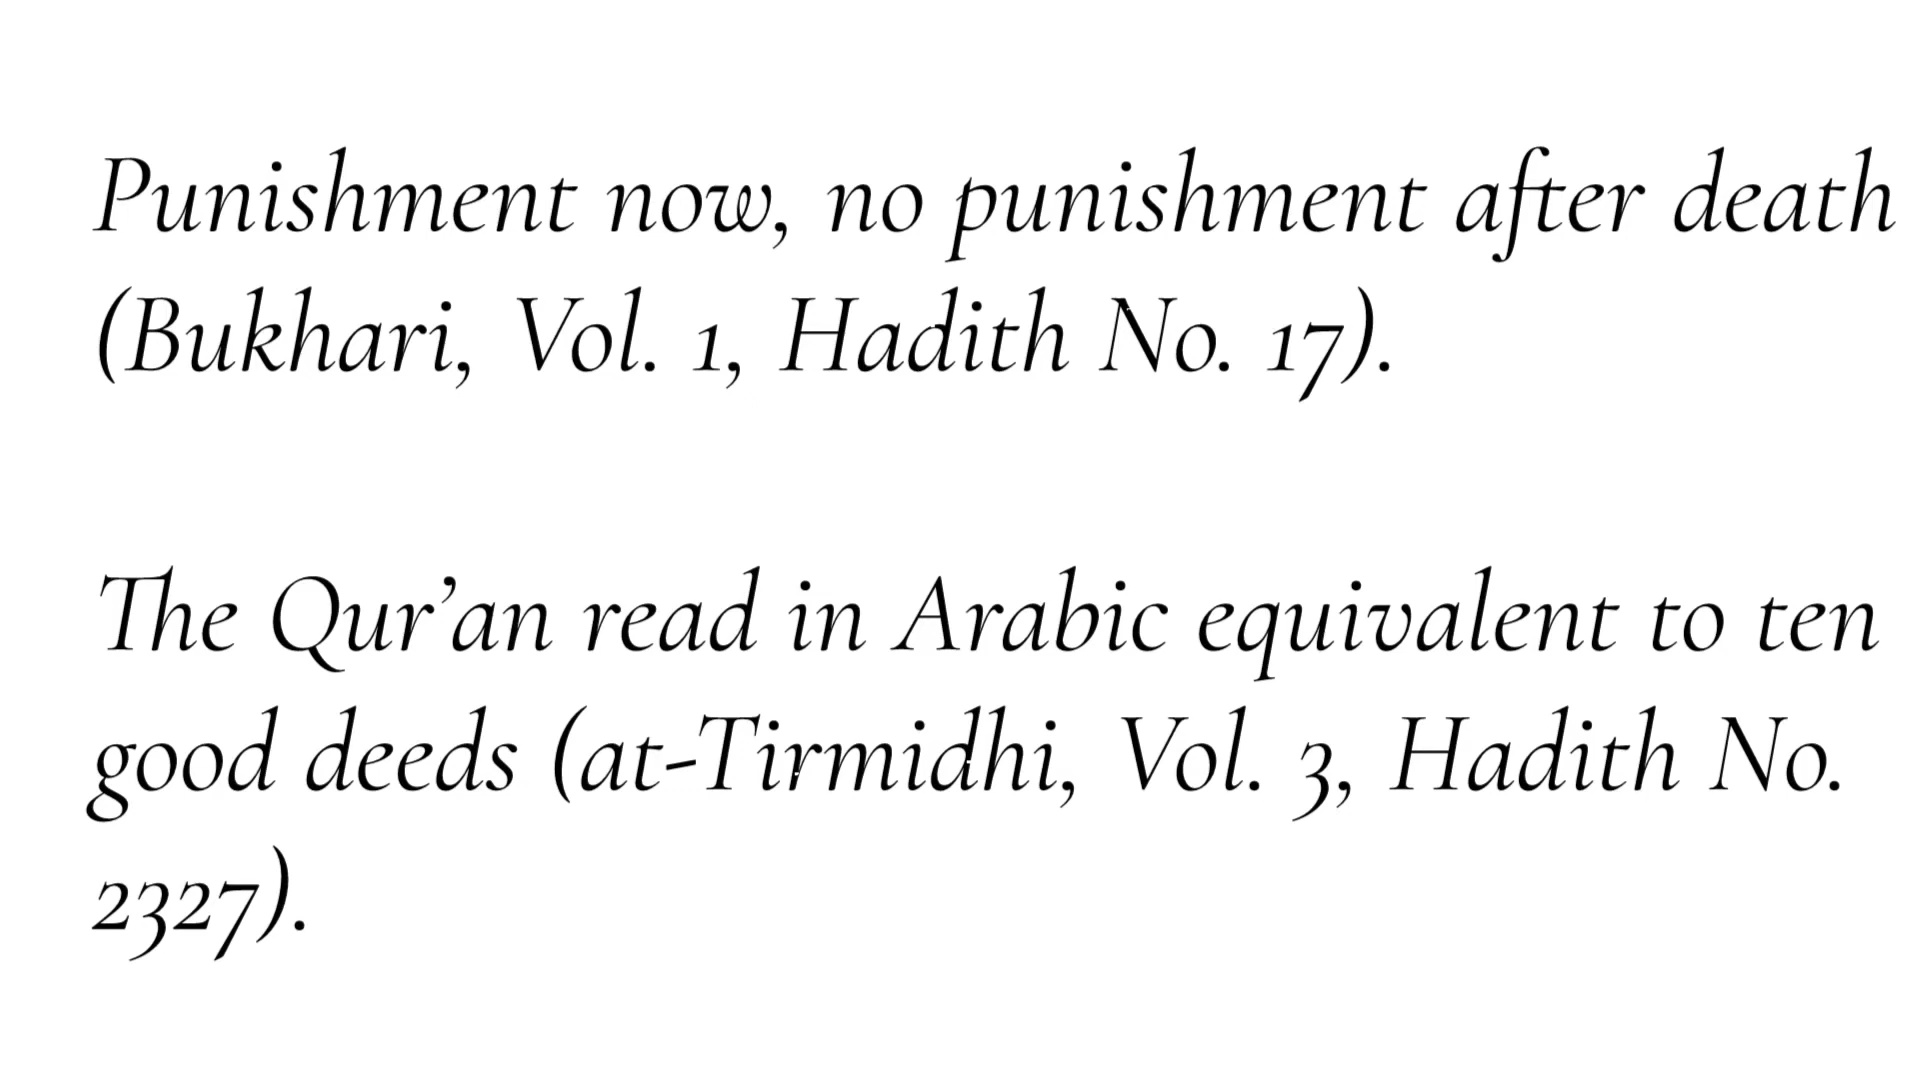 Punishment now, no punishment after death
(Bukhari, Vol. 1, Hadith No. 17).
The Qur’an read in Arabic equivalent to ten
good deeds (at-Tirmidhi, Vol. 3, Hadith No.
2327).